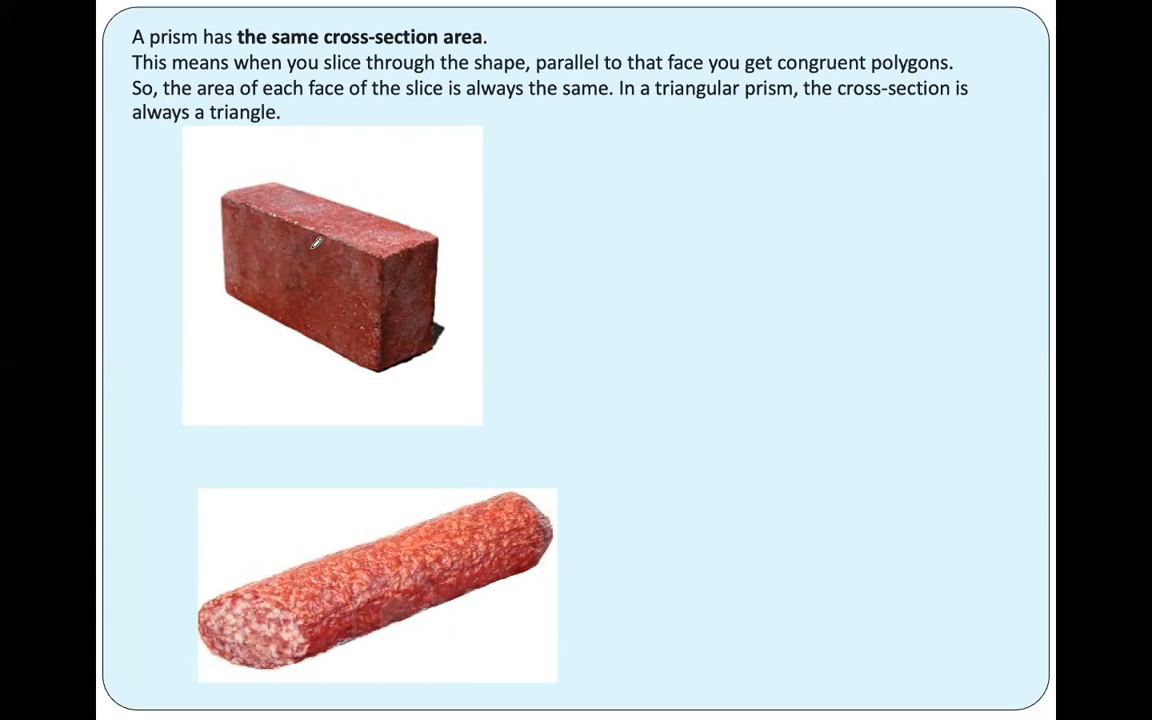 A prism has the same cross-section area.
This means when you slice through the shape, parallel to that face you get congruent polygons.
So, the area of each face of the slice is always the same. In a triangular prism, the cross-section is
always a triangle.